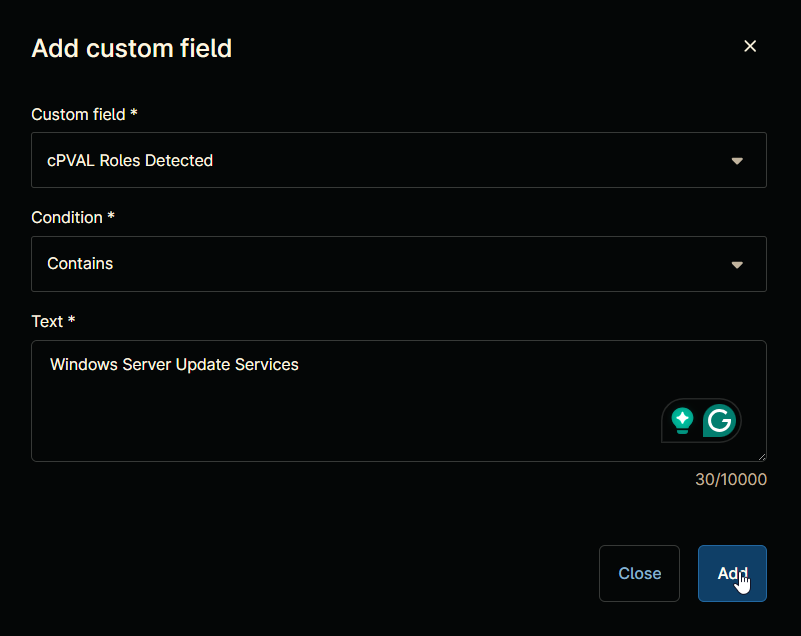 Add custom field
Custom field *
cPVAL Roles Detected
Condition *
Contains
Text *
Windows Server Update Services
30/10000
Close
Add